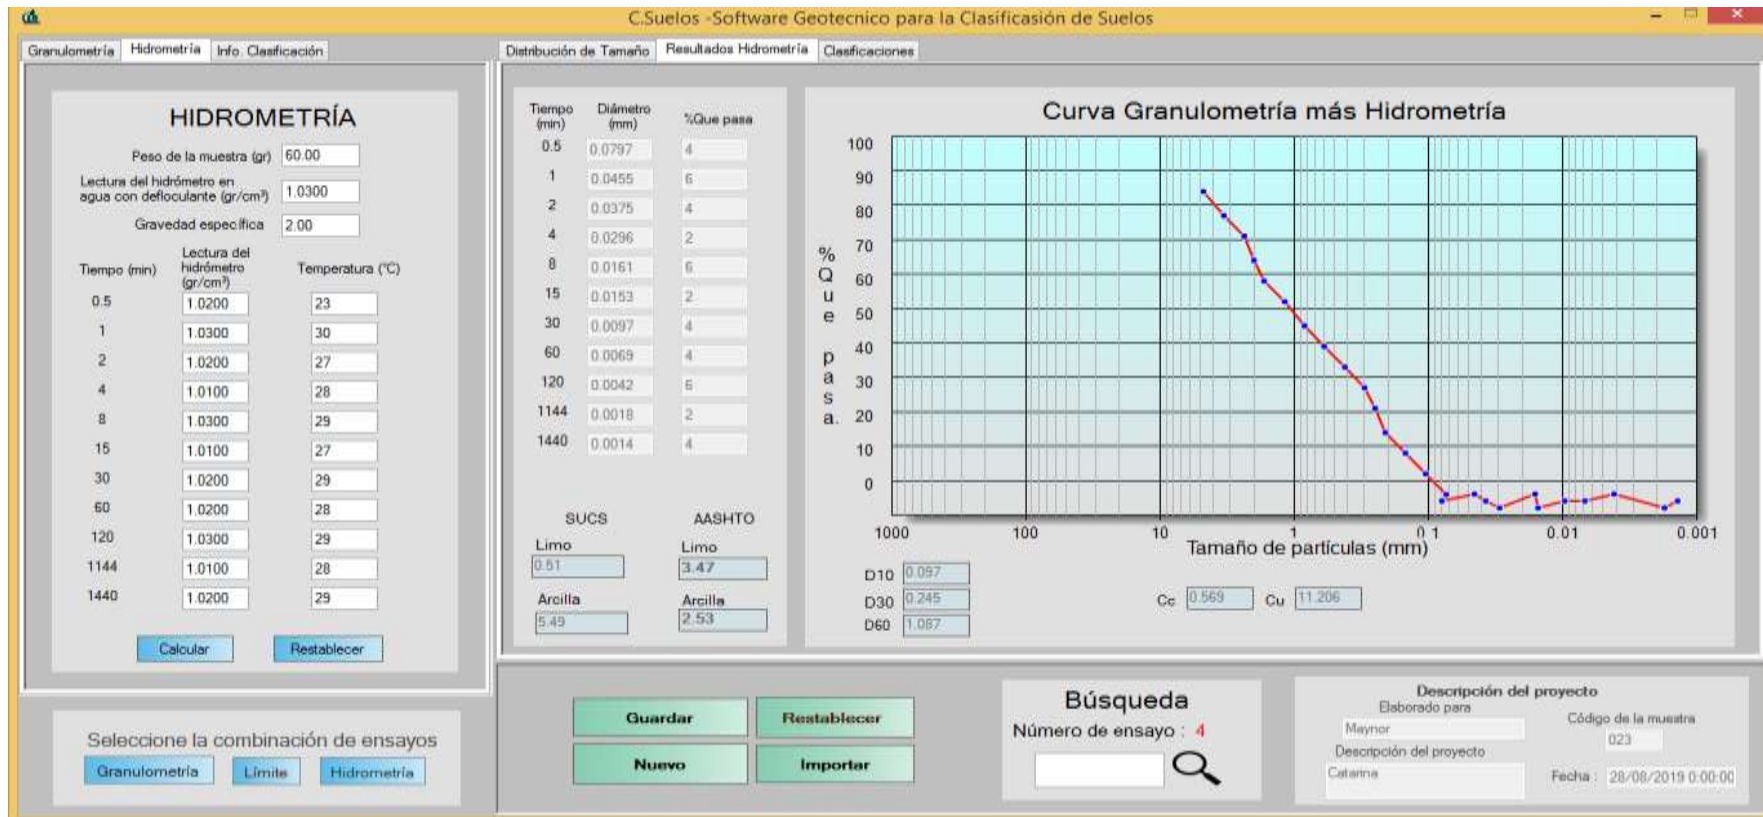 C.Suelos -Software Geotecnico para la Clasificasión de Suelos
Granulometría Hidrometría Info. Clasificación
HIDROMETRÍA
Peso de la muestra (gr) 60.00
Lectura del hidrómetro en
agua con defloculante (gr/cm³) 1.0300
Gravedad específica 2.00
Tiempo (min) Lectura del hidrómetro (gr/cm³) Temperatura (°C)
0.5 1.0200 23
1 1.0300 30
2 1.0200 27
4 1.0100 28
8 1.0300 29
15 1.0100 27
30 1.0200 29
60 1.0200 28
120 1.0300 29
1144 1.0100 28
1440 1.0200 29
Calcular Restablecer
Seleccione la combinación de ensayos
Granulometría Límite Hidrometría
Distribución de Tamaño Resultados Hidrometría Clasificaciones
Tiempo (min) Diámetro (mm) %Que pasa
0.5 0.0797 4
1 0.0455 6
2 0.0375 4
4 0.0296 2
8 0.0161 6
15 0.0153 2
30 0.0097 4
60 0.0069 4
120 0.0042 6
1144 0.0018 2
1440 0.0014 4
SUCS AASHTO
Limo Limo
0.51 3.47
Arcilla Arcilla
5.49 2.53
Curva Granulometría más Hidrometría
% Que pasa.
100
90
80
70
60
50
40
30
20
10
0
1000 100 10 1 0.1 0.01 0.001
Tamaño de partículas (mm)
D10 0.097
D30 0.245
D60 1.087
Cc 0.569 Cu 11.206
Guardar Restablecer
Nuevo Importar
Búsqueda
Número de ensayo : 4
Descripción del proyecto
Elaborado para
Maynor
Código de la muestra
023
Descripción del proyecto
Catarina
Fecha : 28/08/2019 0:00:00